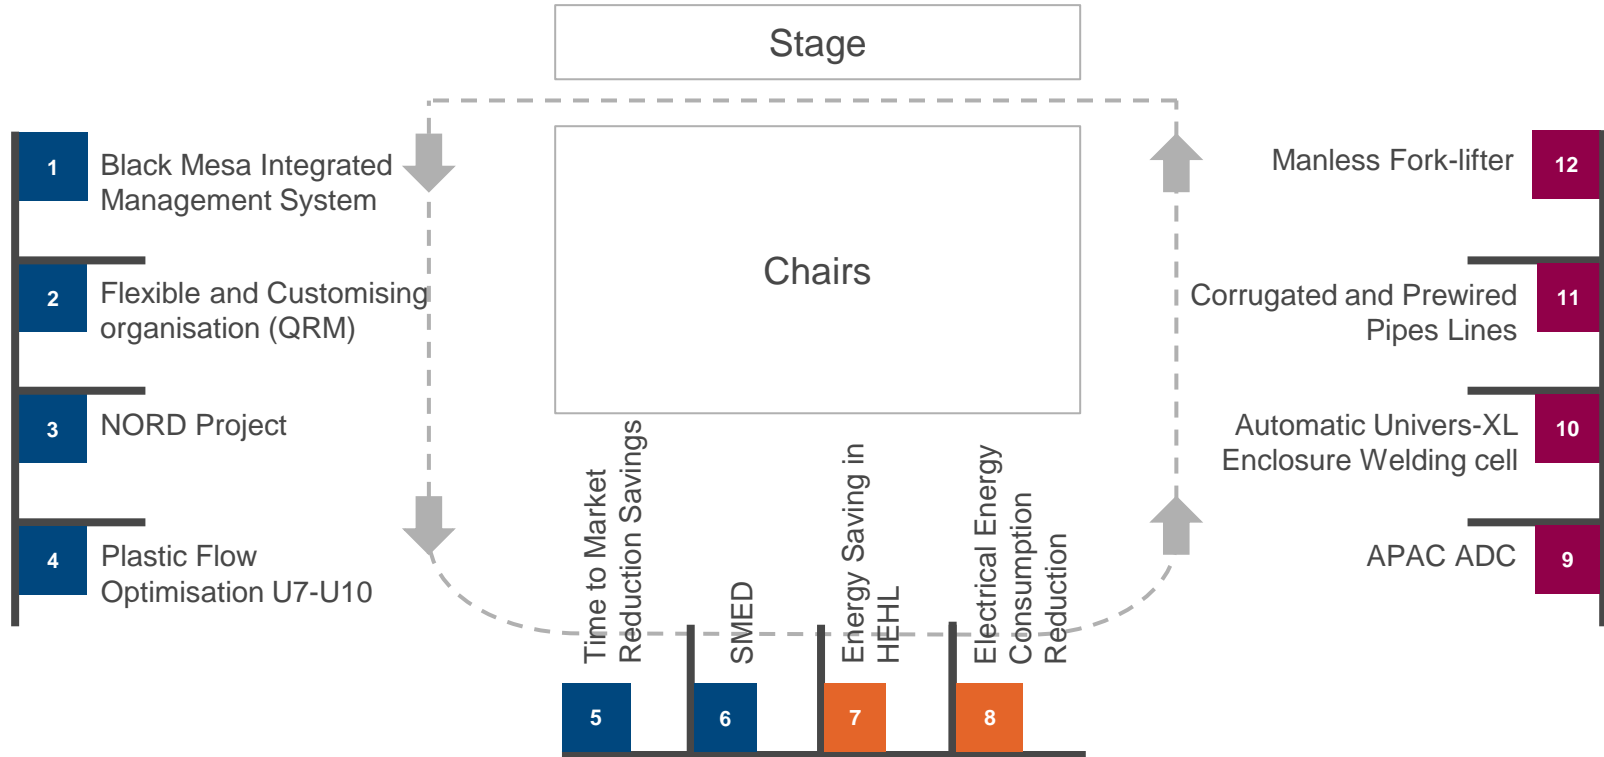 Stage
Chairs
1
Black Mesa Integrated
Management System
2
Flexible and Customising
organisation (QRM)
3
NORD Project
4
Plastic Flow
Optimisation U7-U10
Time to Market
Reduction Savings
5
SMED
6
Energy Saving in
HEHL
7
Electrical Energy
Consumption
Reduction
8
APAC ADC
9
Automatic Univers-XL
Enclosure Welding cell
10
Corrugated and Prewired
Pipes Lines
11
Manless Fork-lifter
12